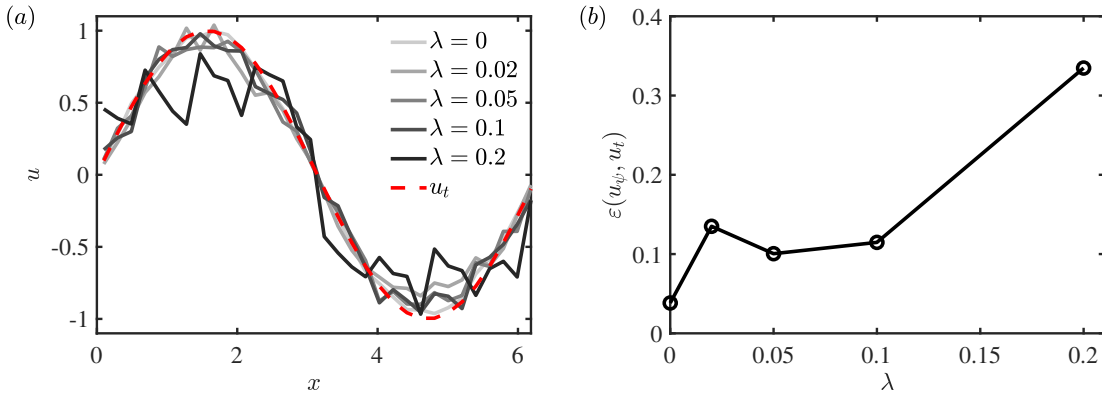 (a)
1
0.5
0
-0.5
-1
u
0
2
4
6
x
λ = 0
λ = 0.02
λ = 0.05
λ = 0.1
λ = 0.2
u_t
(b)
0.4
0.3
0.2
0.1
0
ε(u_ψ, u_t)
0
0.05
0.1
0.15
0.2
λ